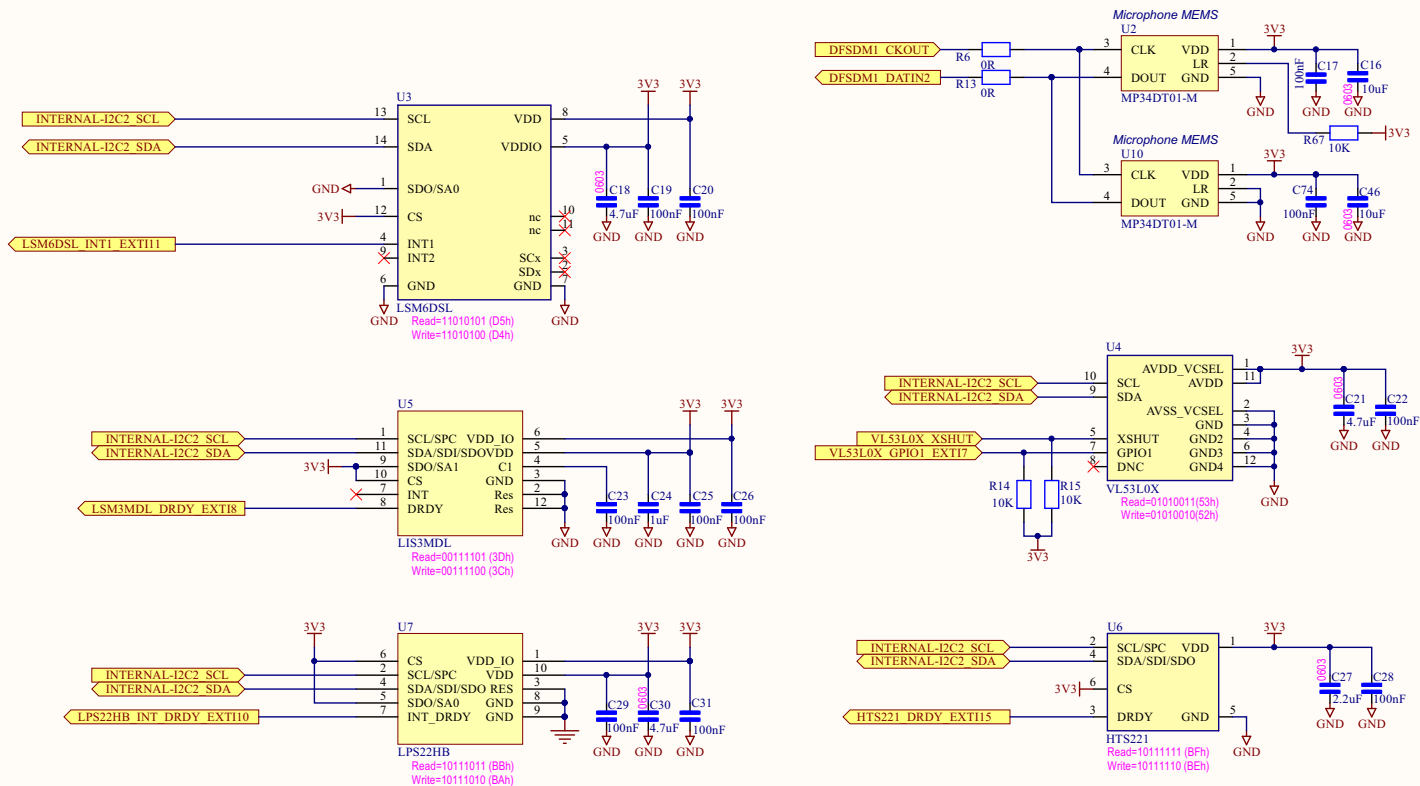 Microphone MEMS
U2
DFSDM1_CKOUT
R6
0R
3 CLK VDD 1
LR 2
DFSDM1_DATIN2
R13
0R
4 DOUT GND 5
MP34DT01-M
3V3
100nF
C17
C16
0603
10uF
GND
GND
GND
R67
10K
3V3
Microphone MEMS
U10
3 CLK VDD 1
LR 2
4 DOUT GND 5
MP34DT01-M
3V3
C74
100nF
C46
0603
10uF
GND
GND
GND
U3
3V3
3V3
INTERNAL-I2C2_SCL
13 SCL VDD 8
INTERNAL-I2C2_SDA
14 SDA VDDIO 5
GND
1 SDO/SA0
3V3
12 CS
nc 10
nc 11
LSM6DSL_INT1_EXTI11
4 INT1
9 INT2
SCx 3
SDx 2
6 GND GND 7
GND
GND
LSM6DSL
Read=11010101 (D5h)
Write=11010100 (D4h)
0603
C18
4.7uF
C19
100nF
C20
100nF
GND
GND
GND
U5
3V3
3V3
INTERNAL-I2C2_SCL
1 SCL/SPC VDD_IO 6
INTERNAL-I2C2_SDA
11 SDA/SDI/SDO VDD 5
3V3
9 SDO/SA1 C1 4
10 CS GND 3
7 INT Res 2
LSM3MDL_DRDY_EXTI8
8 DRDY Res 12
LIS3MDL
Read=00111101 (3Dh)
Write=00111100 (3Ch)
C23
100nF
C24
1uF
C25
100nF
C26
100nF
GND
GND
GND
GND
GND
U4
3V3
AVDD_VCSEL 1
INTERNAL-I2C2_SCL
10 SCL AVDD 11
INTERNAL-I2C2_SDA
9 SDA
AVSS_VCSEL 2
GND 3
VL53L0X_XSHUT
5 XSHUT GND2 4
VL53L0X_GPIO1_EXTI7
7 GPIO1 GND3 6
8 DNC GND4 12
VL53L0X
Read=01010011(53h)
Write=01010010(52h)
R14
10K
R15
10K
3V3
GND
0603
C21
4.7uF
C22
100nF
GND
GND
U7
3V3
3V3
3V3
6 CS VDD_IO 1
INTERNAL-I2C2_SCL
2 SCL/SPC VDD 10
INTERNAL-I2C2_SDA
4 SDA/SDI/SDO RES 3
5 SDO/SA0 GND 8
LPS22HB_INT_DRDY_EXTI10
7 INT_DRDY GND 9
LPS22HB
Read=10111011 (BBh)
Write=10111010 (BAh)
C29
100nF
0603
C30
4.7uF
C31
100nF
GND
GND
GND
U6
3V3
INTERNAL-I2C2_SCL
2 SCL/SPC VDD 1
INTERNAL-I2C2_SDA
4 SDA/SDI/SDO
3V3
6 CS
HTS221_DRDY_EXTI15
3 DRDY GND 5
HTS221
Read=10111111 (BFh)
Write=10111110 (BEh)
GND
0603
C27
2.2uF
C28
100nF
GND
GND